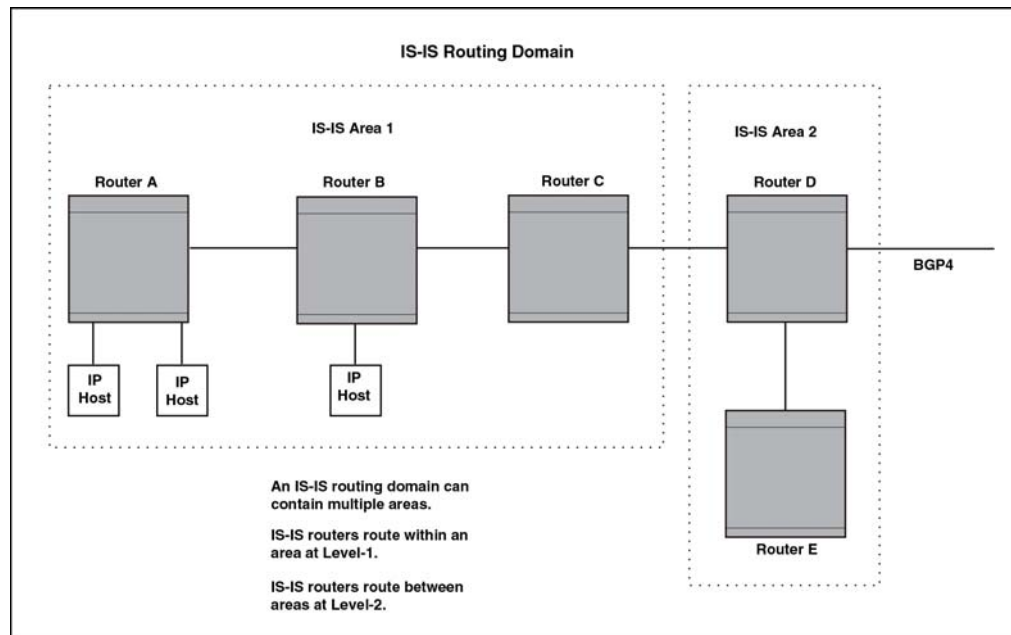 IS-IS Routing Domain
IS-IS Area 1
IS-IS Area 2
Router A
Router B
Router C
Router D
BGP4
IP
Host
IP
Host
IP
Host
Router E
An IS-IS routing domain can
contain multiple areas.
IS-IS routers route within an
area at Level-1.
IS-IS routers route between
areas at Level-2.